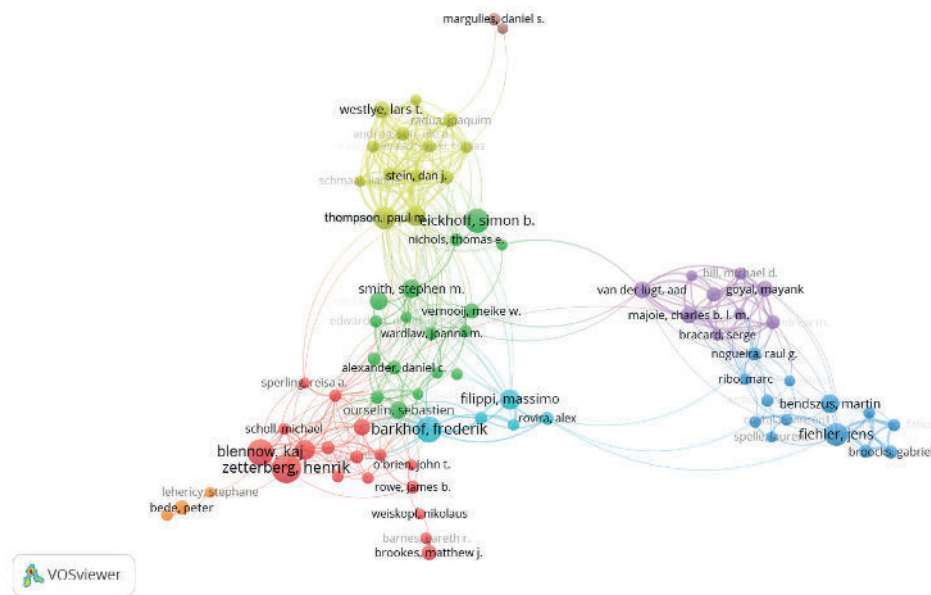 margulies, daniel s.
westlye, lars t.
radua, joaquim
stein, dan j.
thompson, paul m.
eickhoff, simon b.
nichols, thomas e.
smith, stephen m.
vernooij, meike w.
wardlaw, joanna m.
alexander, daniel c.
hill, michael d.
van der lugt, aad
goyal, mayank
majoie, charles b. l. m.
bracard, serge
nogueira, raul g.
ribo, marc
bendszus, martin
fiehler, jens
broocks, gabriel
sperling, reisa a.
filippi, massimo
ourselin, sebastien
rovira, alex
scholl, michael
barkhof, frederik
blennow, kaj
zetterberg, henrik
o'brien, john t.
lehericy, stephane
rowe, james b.
bede, peter
weiskopf, nikolaus
barnes, gareth r.
brookes, matthew j.
VOSviewer